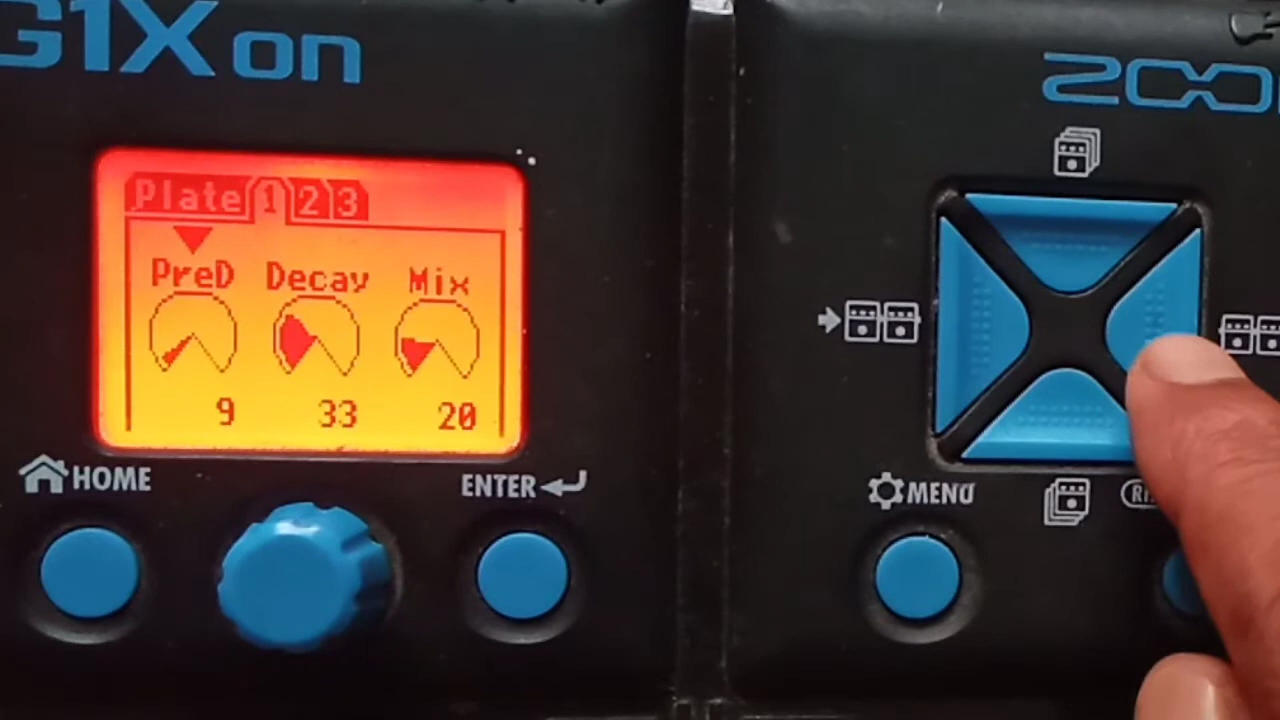 G1X on
ZOO
Plate 1 2 3
PreD Decay Mix
9 33 20
HOME
ENTER
MENU